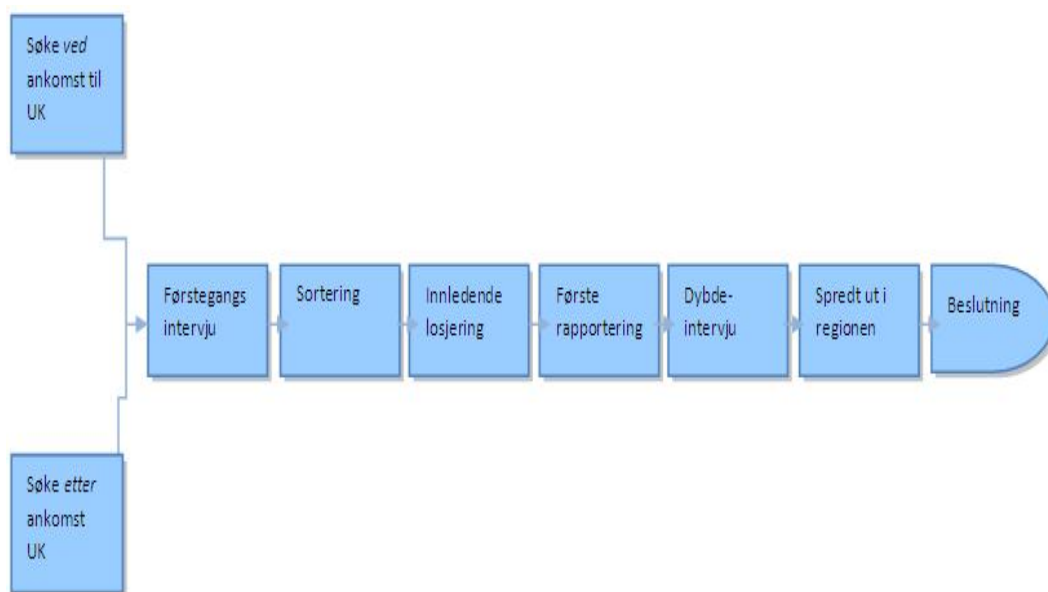 Søke ved
ankomst til
UK
Førstegangs
intervju
Sortering
Innledende
losjering
Første
rapportering
Dybde-
intervju
Spredt ut i
regionen
Beslutning
Søke etter
ankomst
UK